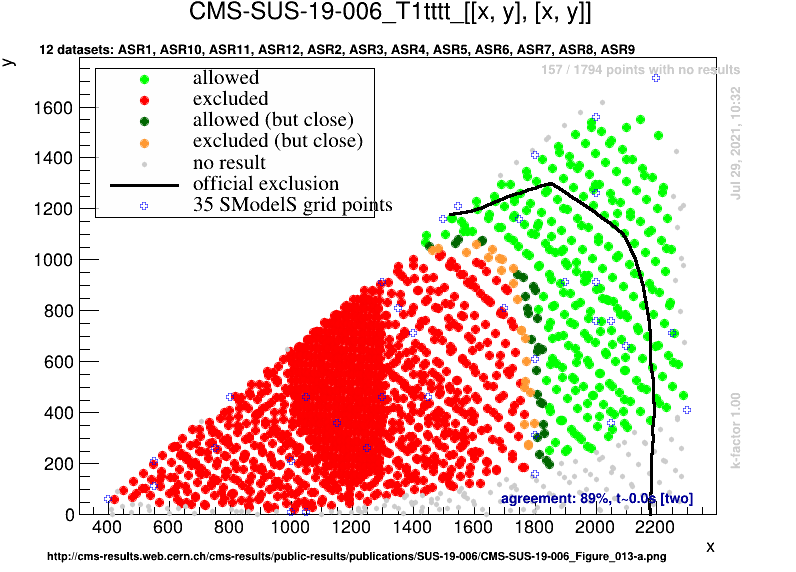 CMS-SUS-19-006_T1tttt_[[x, y], [x, y]]
12 datasets: ASR1, ASR10, ASR11, ASR12, ASR2, ASR3, ASR4, ASR5, ASR6, ASR7, ASR8, ASR9
y
157 / 1794 points with no results
allowed
excluded
allowed (but close)
excluded (but close)
no result
official exclusion
35 SModelS grid points
Jul 29, 2021, 10:32
k-factor 1.00
1600
1400
1200
1000
800
600
400
200
0
agreement: 89%, t~0.0s [two]
400 600 800 1000 1200 1400 1600 1800 2000 2200
x
http://cms-results.web.cern.ch/cms-results/public-results/publications/SUS-19-006/CMS-SUS-19-006_Figure_013-a.png